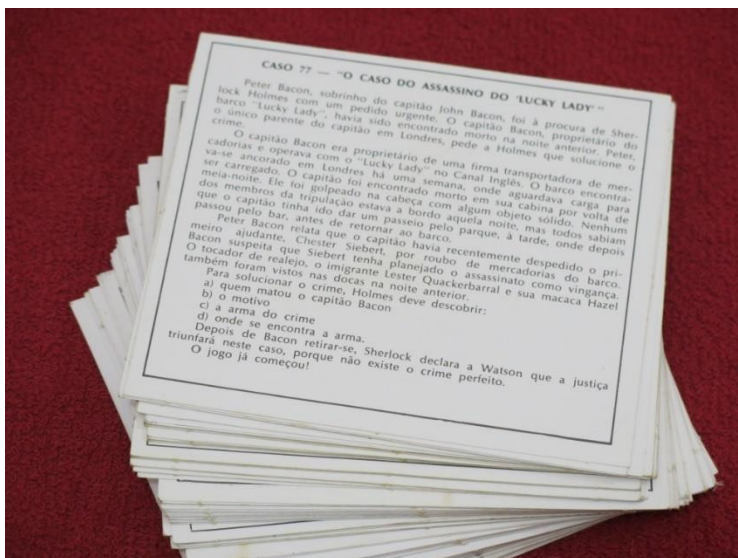 CASO 77 — "O CASO DO ASSASSINO DO 'LUCKY LADY' "
Peter Bacon, sobrinho do capitão John Bacon, foi à procura de Sher-
lock Holmes com um pedido urgente. O capitão Bacon, proprietário do
barco "Lucky Lady", havia sido encontrado morto na noite anterior. Peter,
o único parente do capitão em Londres, pede a Holmes que solucione o
crime.
O capitão Bacon era proprietário de uma firma transportadora de mer-
cadorias e operava com o "Lucky Lady" no Canal Inglês. O barco encontra-
va-se ancorado em Londres há uma semana, onde aguardava carga para
ser carregado. O capitão foi encontrado morto em sua cabina por volta de
meia-noite. Ele foi golpeado na cabeça com algum objeto sólido. Nenhum
dos membros da tripulação estava a bordo aquela noite, mas todos sabiam
que o capitão tinha ido dar um passeio pelo parque, à tarde, onde depois
passou pelo bar, antes de retornar ao barco.
Peter Bacon relata que o capitão havia recentemente despedido o pri-
meiro ajudante, Chester Siebert, por roubo de mercadorias do barco.
Bacon suspeita que Siebert tenha planejado o assassinato como vingança.
O tocador de realejo, o imigrante Lester Quackerbarral e sua macaca Hazel
também foram vistos nas docas na noite anterior.
Para solucionar o crime, Holmes deve descobrir:
a) quem matou o capitão Bacon
b) o motivo
c) a arma do crime
d) onde se encontra a arma.
Depois de Bacon retirar-se, Sherlock declara a Watson que a justiça
triunfará neste caso, porque não existe o crime perfeito.
O jogo já começou!